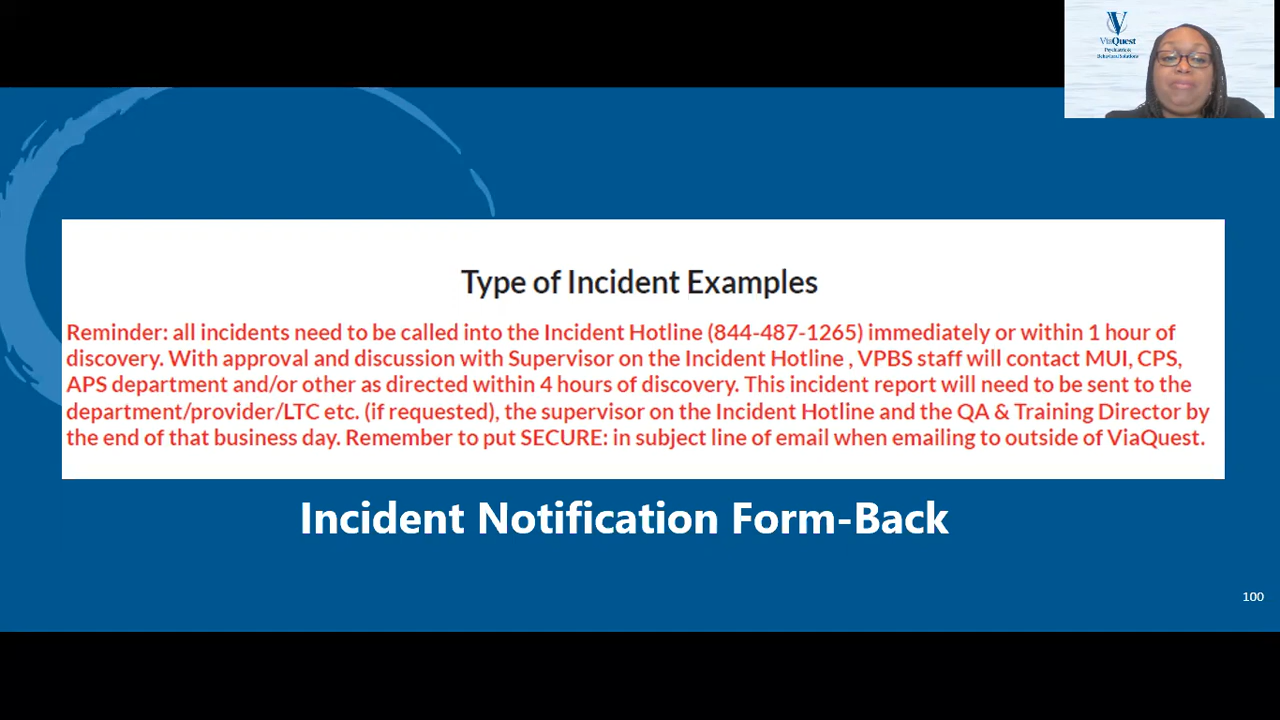 ViaQuest
Psychiatric &
Behavioral Solutions
Type of Incident Examples
Reminder: all incidents need to be called into the Incident Hotline (844-487-1265) immediately or within 1 hour of
discovery. With approval and discussion with Supervisor on the Incident Hotline , VPBS staff will contact MUI, CPS,
APS department and/or other as directed within 4 hours of discovery. This incident report will need to be sent to the
department/provider/LTC etc. (if requested), the supervisor on the Incident Hotline and the QA & Training Director by
the end of that business day. Remember to put SECURE: in subject line of email when emailing to outside of ViaQuest.
Incident Notification Form-Back
100